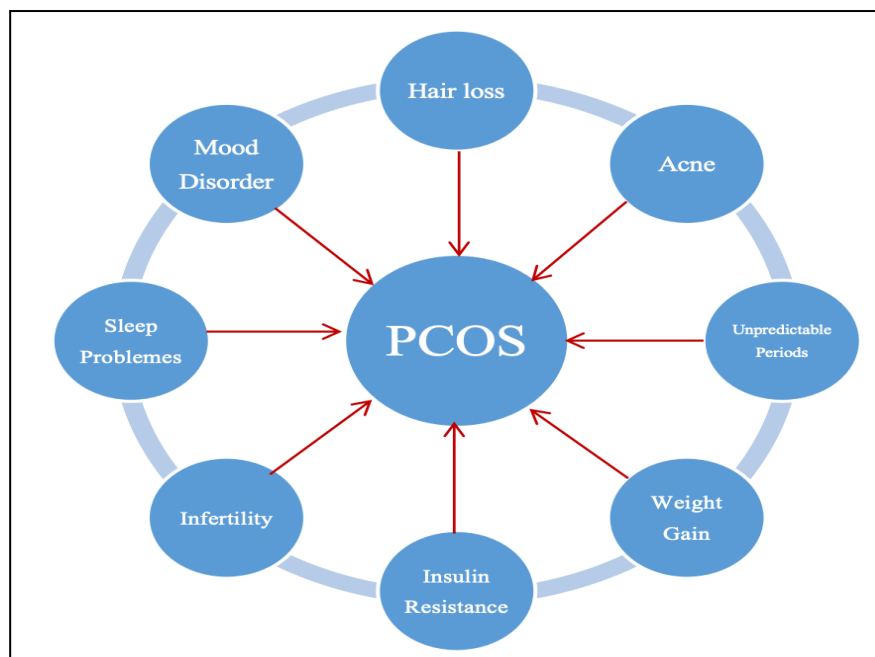 Hair loss
Acne
Unpredictable
Periods
Weight
Gain
Insulin
Resistance
Infertility
Sleep
Problemes
Mood
Disorder
PCOS